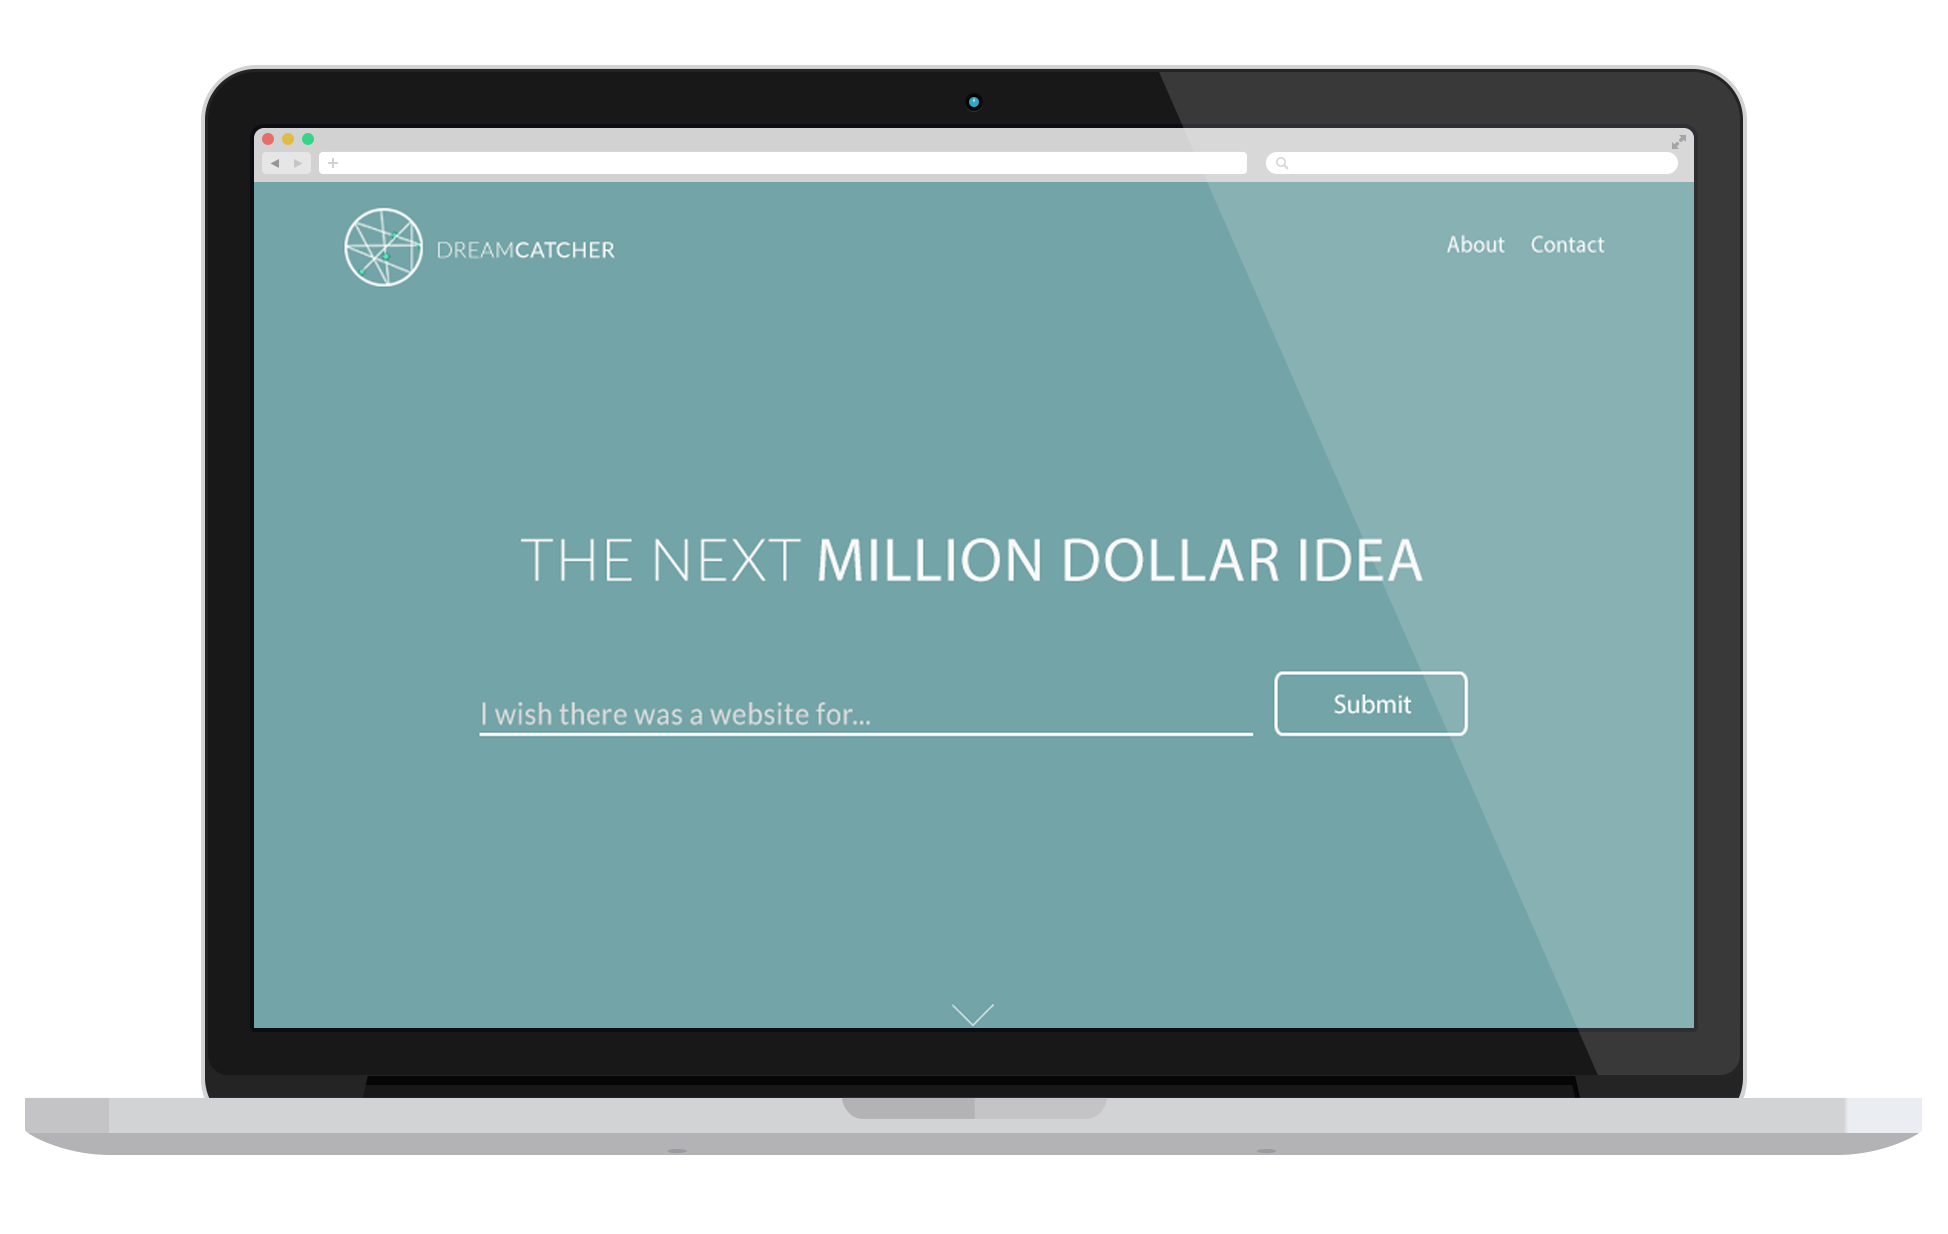 DREAMCATCHER
About Contact
THE NEXT MILLION DOLLAR IDEA
I wish there was a website for...
Submit